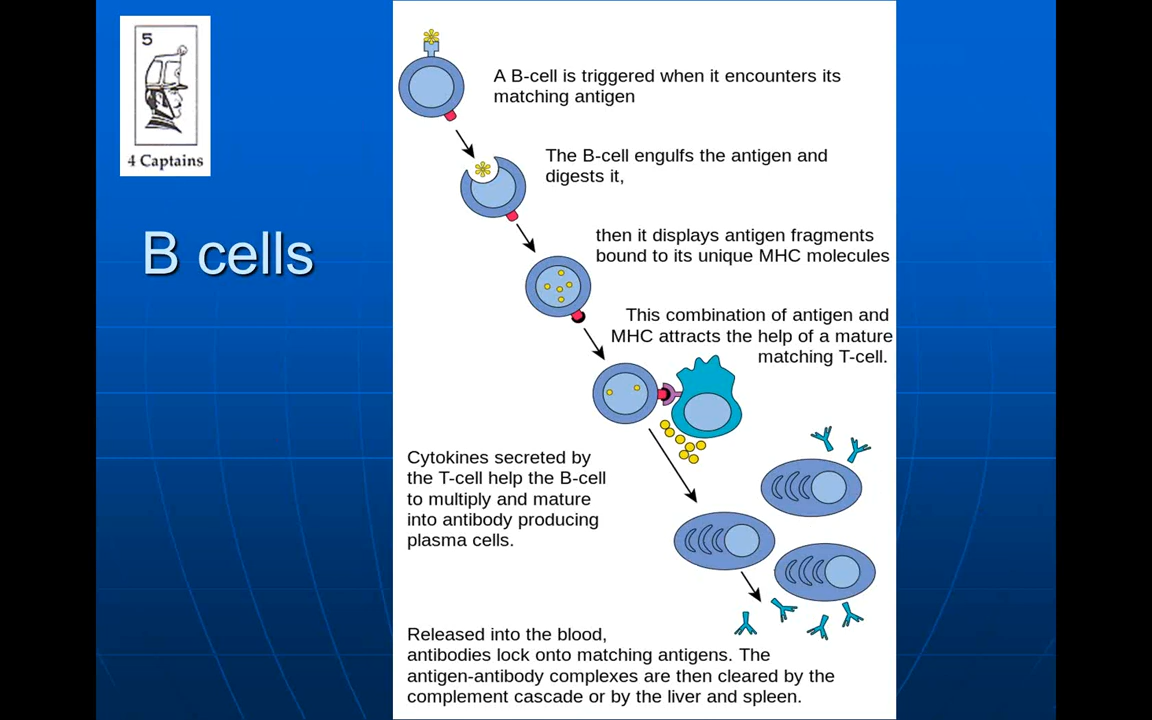 5
4 Captains
B cells
A B-cell is triggered when it encounters its
matching antigen
The B-cell engulfs the antigen and
digests it,
then it displays antigen fragments
bound to its unique MHC molecules
This combination of antigen and
MHC attracts the help of a mature
matching T-cell.
Cytokines secreted by
the T-cell help the B-cell
to multiply and mature
into antibody producing
plasma cells.
Released into the blood,
antibodies lock onto matching antigens. The
antigen-antibody complexes are then cleared by the
complement cascade or by the liver and spleen.